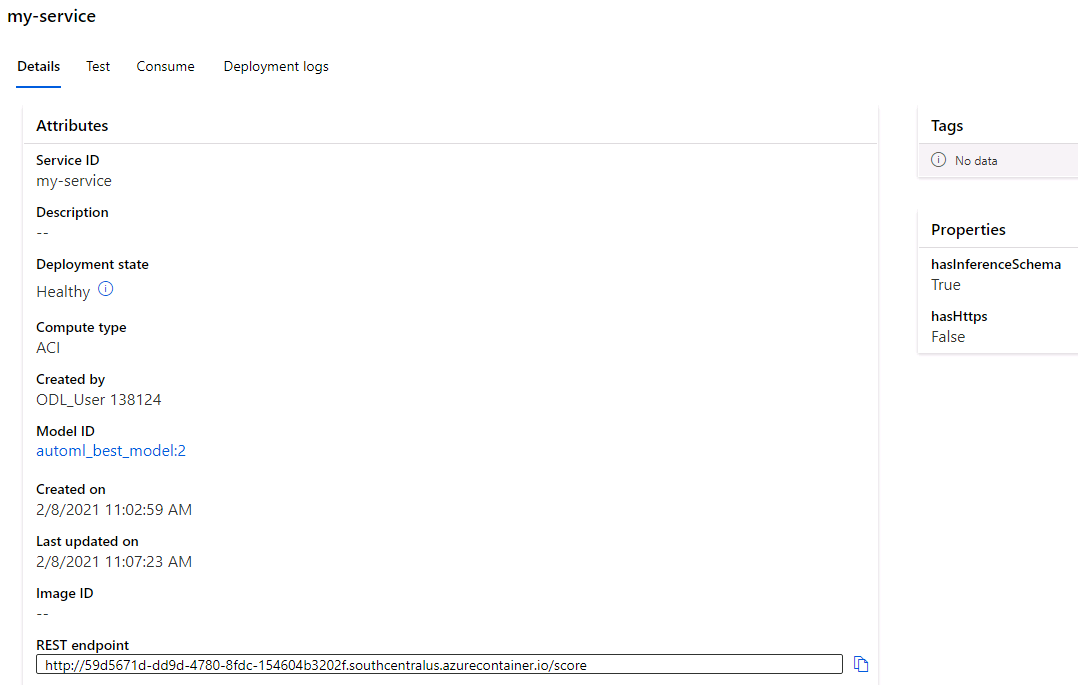 my-service
Details Test Consume Deployment logs
Attributes
Service ID
my-service
Description
--
Deployment state
Healthy
Compute type
ACI
Created by
ODL_User 138124
Model ID
automl_best_model:2
Created on
2/8/2021 11:02:59 AM
Last updated on
2/8/2021 11:07:23 AM
Image ID
--
REST endpoint
http://59d5671d-dd9d-4780-8fdc-154604b3202f.southcentralus.azurecontainer.io/score
Tags
No data
Properties
hasInferenceSchema
True
hasHttps
False